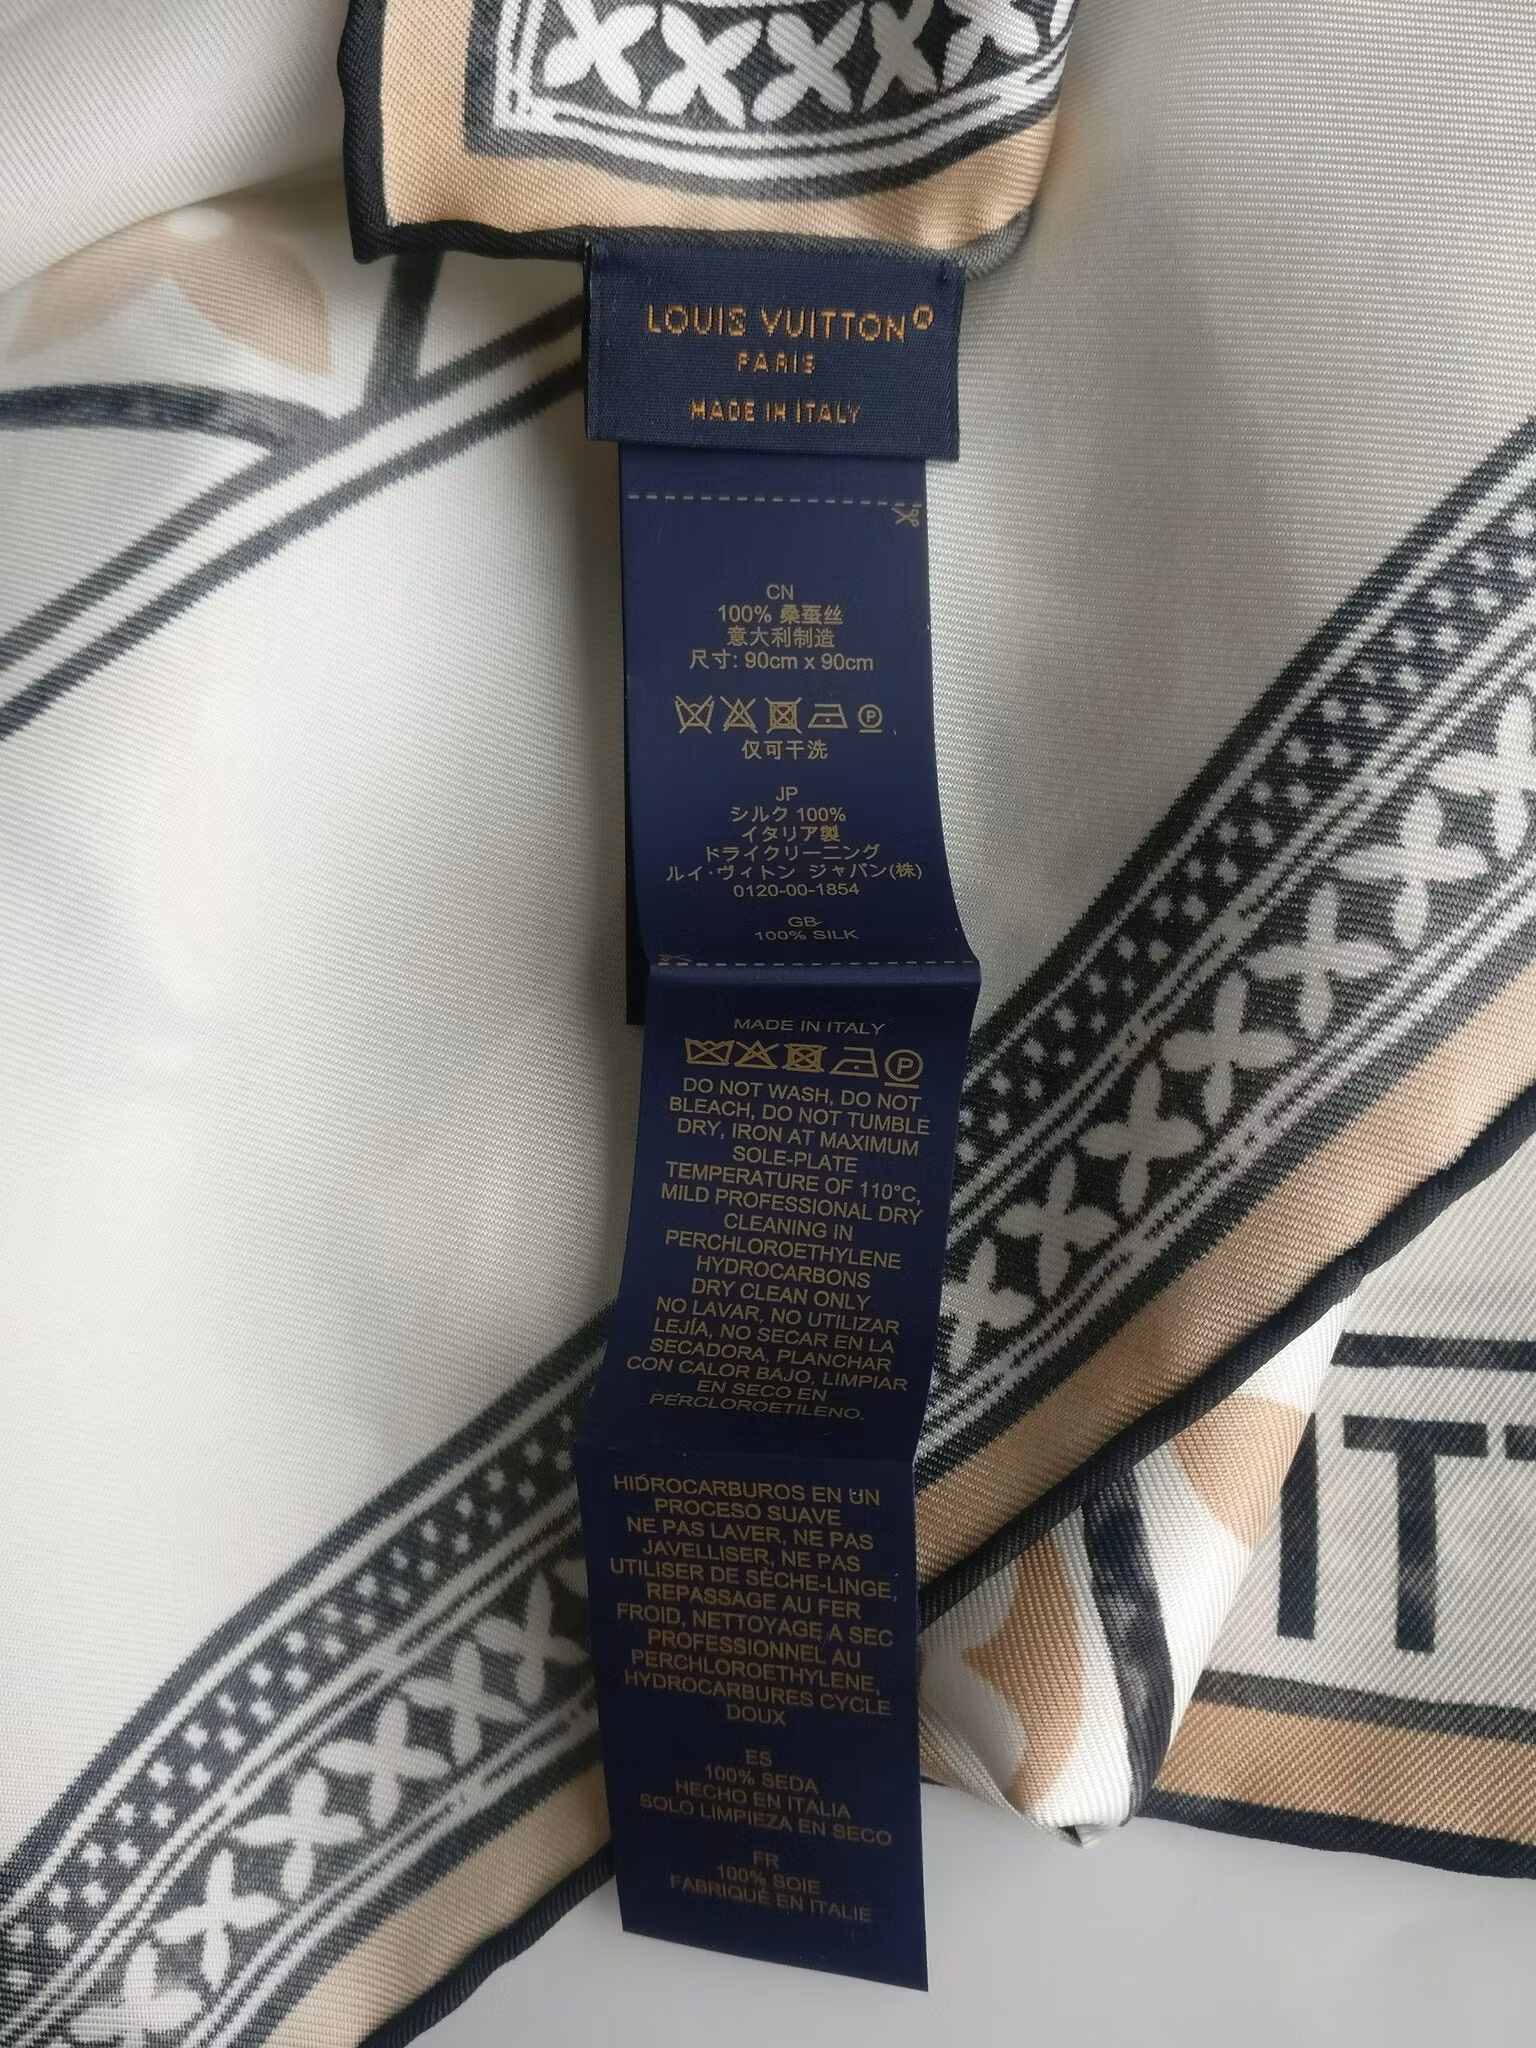 LOUIS VUITTON®
PARIS
MADE IN ITALY
CN
100% 桑蚕丝
意大利制造
尺寸: 90cm x 90cm
P
仅可干洗
JP
シルク 100%
イタリア製
ドライクリーニング
ルイ・ヴィトン ジャパン(株)
0120-00-1854
GB
100% SILK
MADE IN ITALY
P
DO NOT WASH, DO NOT
BLEACH, DO NOT TUMBLE
DRY, IRON AT MAXIMUM
SOLE-PLATE
TEMPERATURE OF 110°C,
MILD PROFESSIONAL DRY
CLEANING IN
PERCHLOROETHYLENE
HYDROCARBONS
DRY CLEAN ONLY
NO LAVAR, NO UTILIZAR
LEJÍA, NO SECAR EN LA
SECADORA, PLANCHAR
CON CALOR BAJO, LIMPIAR
EN SECO EN
PERCLOROETILENO,
HIDROCARBUROS EN UN
PROCESO SUAVE
NE PAS LAVER, NE PAS
JAVELLISER, NE PAS
UTILISER DE SÈCHE-LINGE,
REPASSAGE AU FER
FROID, NETTOYAGE A SEC
PROFESSIONNEL AU
PERCHLOROETHYLENE,
HYDROCARBURES CYCLE
DOUX
ES
100% SEDA
HECHO EN ITALIA
SOLO LIMPIEZA EN SECO
FR
100% SOIE
FABRIQUÉ EN ITALIE
ITT